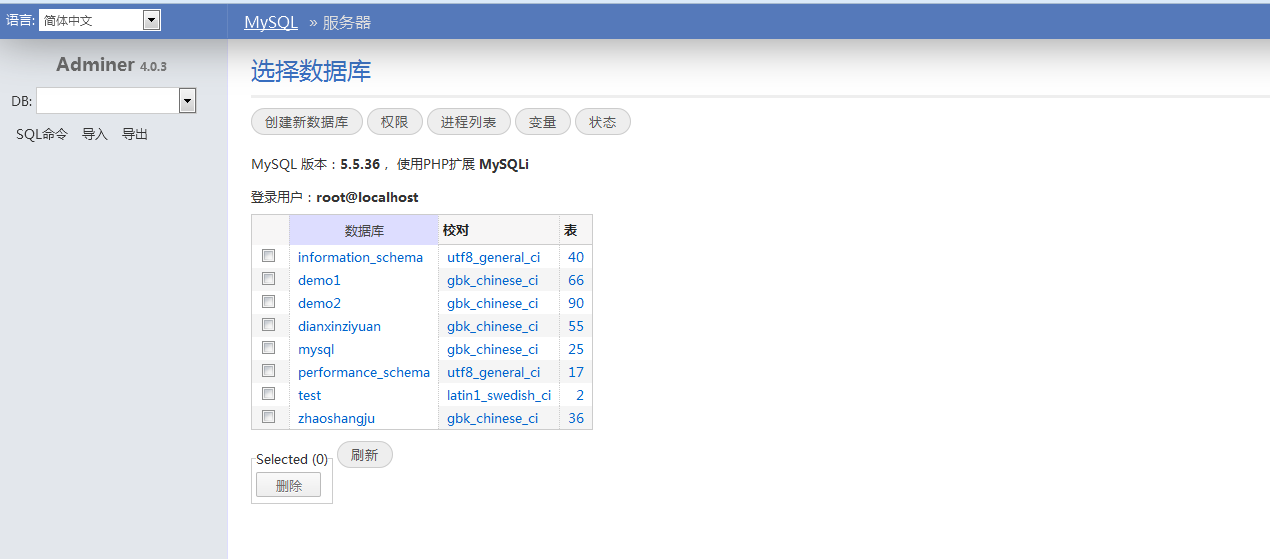 语言: 简体中文
MySQL » 服务器
Adminer 4.0.3
DB:
SQL命令 导入 导出
选择数据库
创建新数据库 权限 进程列表 变量 状态
MySQL 版本：5.5.36， 使用PHP扩展 MySQLi
登录用户：root@localhost
数据库 校对 表
information_schema utf8_general_ci 40
demo1 gbk_chinese_ci 66
demo2 gbk_chinese_ci 90
dianxinziyuan gbk_chinese_ci 55
mysql gbk_chinese_ci 25
performance_schema utf8_general_ci 17
test latin1_swedish_ci 2
zhaoshangju gbk_chinese_ci 36
Selected (0) 刷新
删除